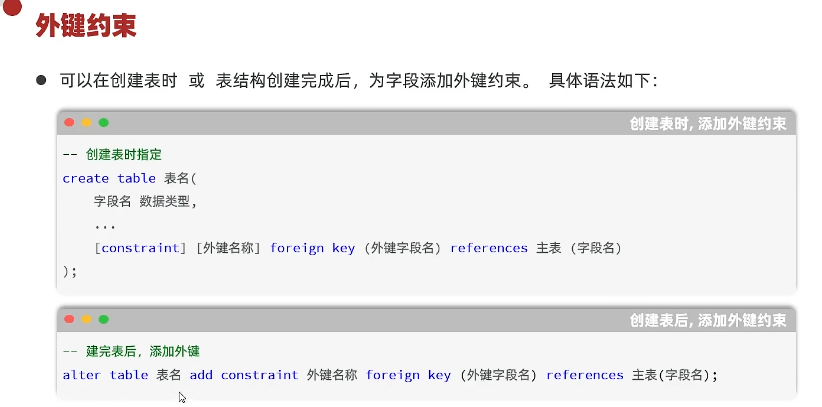 外键约束
● 可以在创建表时 或 表结构创建完成后，为字段添加外键约束。 具体语法如下：
创建表时, 添加外键约束
-- 创建表时指定
create table 表名(
字段名 数据类型,
...
[constraint] [外键名称] foreign key (外键字段名) references 主表 (字段名)
);
创建表后, 添加外键约束
-- 建完表后，添加外键
alter table 表名 add constraint 外键名称 foreign key (外键字段名) references 主表(字段名);